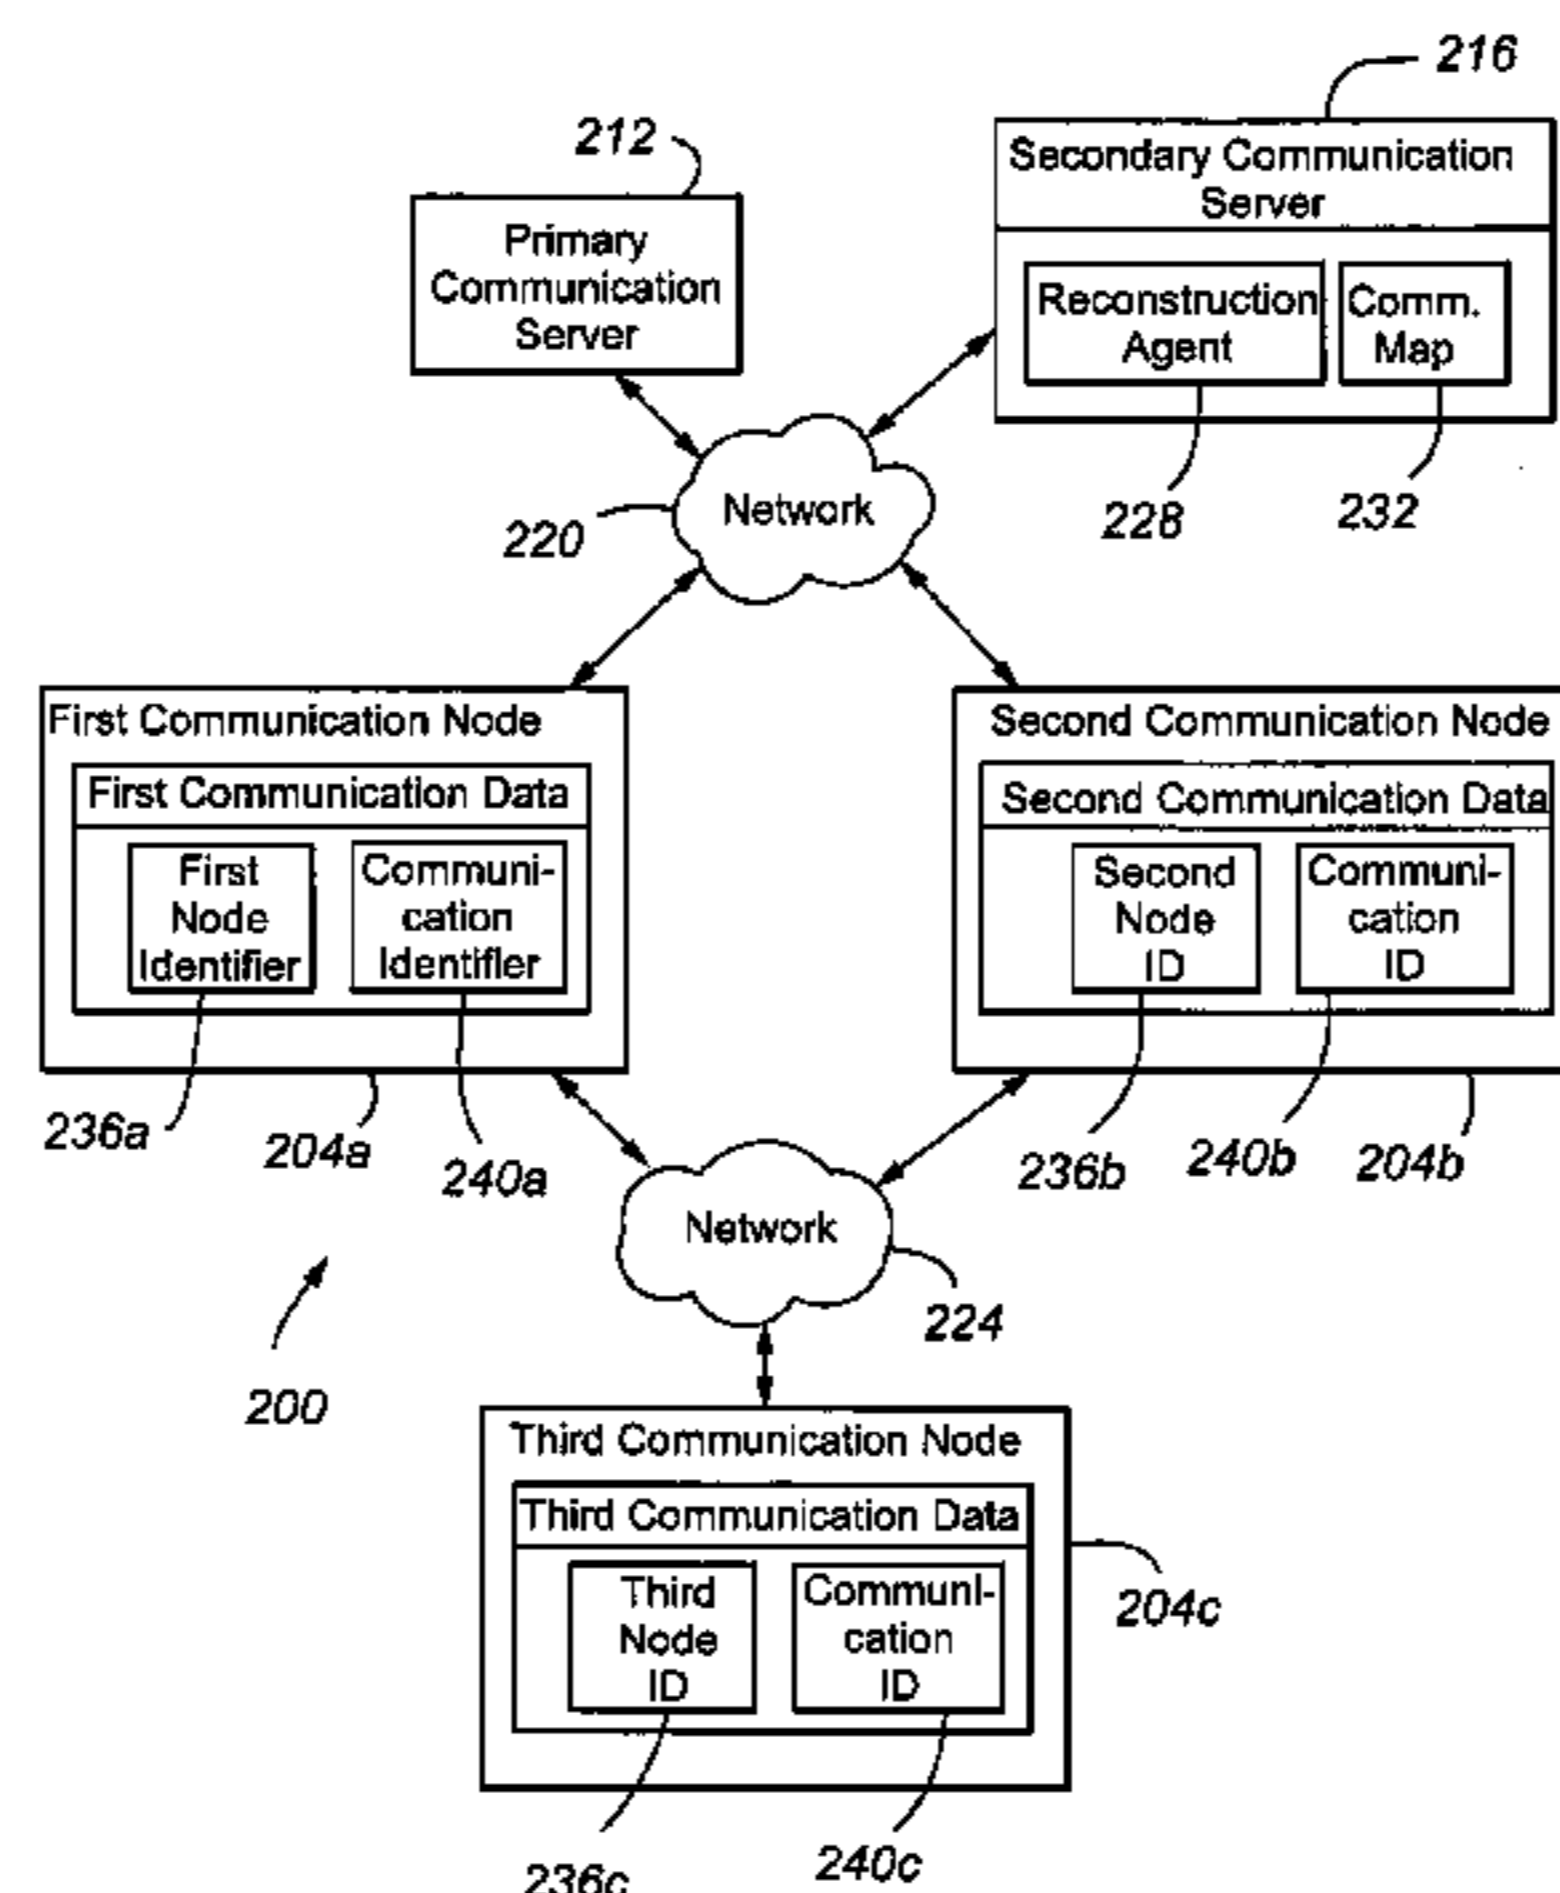 216
212
Secondary Communication
Server
Primary
Communication
Server
Reconstruction
Agent
Comm.
Map
Network
220
228
232
First Communication Node
First Communication Data
First
Node
Identifier
Communi-
cation
Identifier
Second Communication Node
Second Communication Data
Second
Node
ID
Communi-
cation
ID
236a
204a
240a
236b
240b
204b
Network
224
200
Third Communication Node
Third Communication Data
Third
Node
ID
Communi-
cation
ID
204c
236c
240c